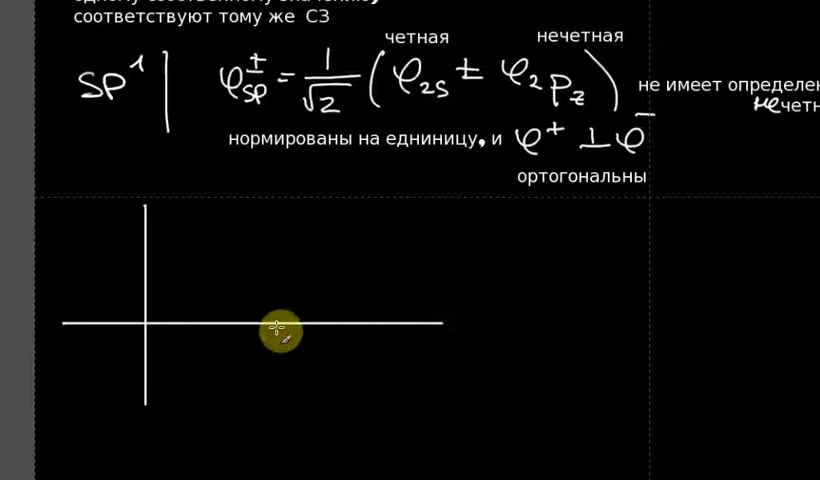 соответствуют тому же СЗ
четная нечетная
sp¹ | φ±sp = 1/√2 (φ2s ± φ2pz) не имеет определен
нечетн
нормированы на едниницу, и φ⁺ ⊥ φ⁻
ортогональны